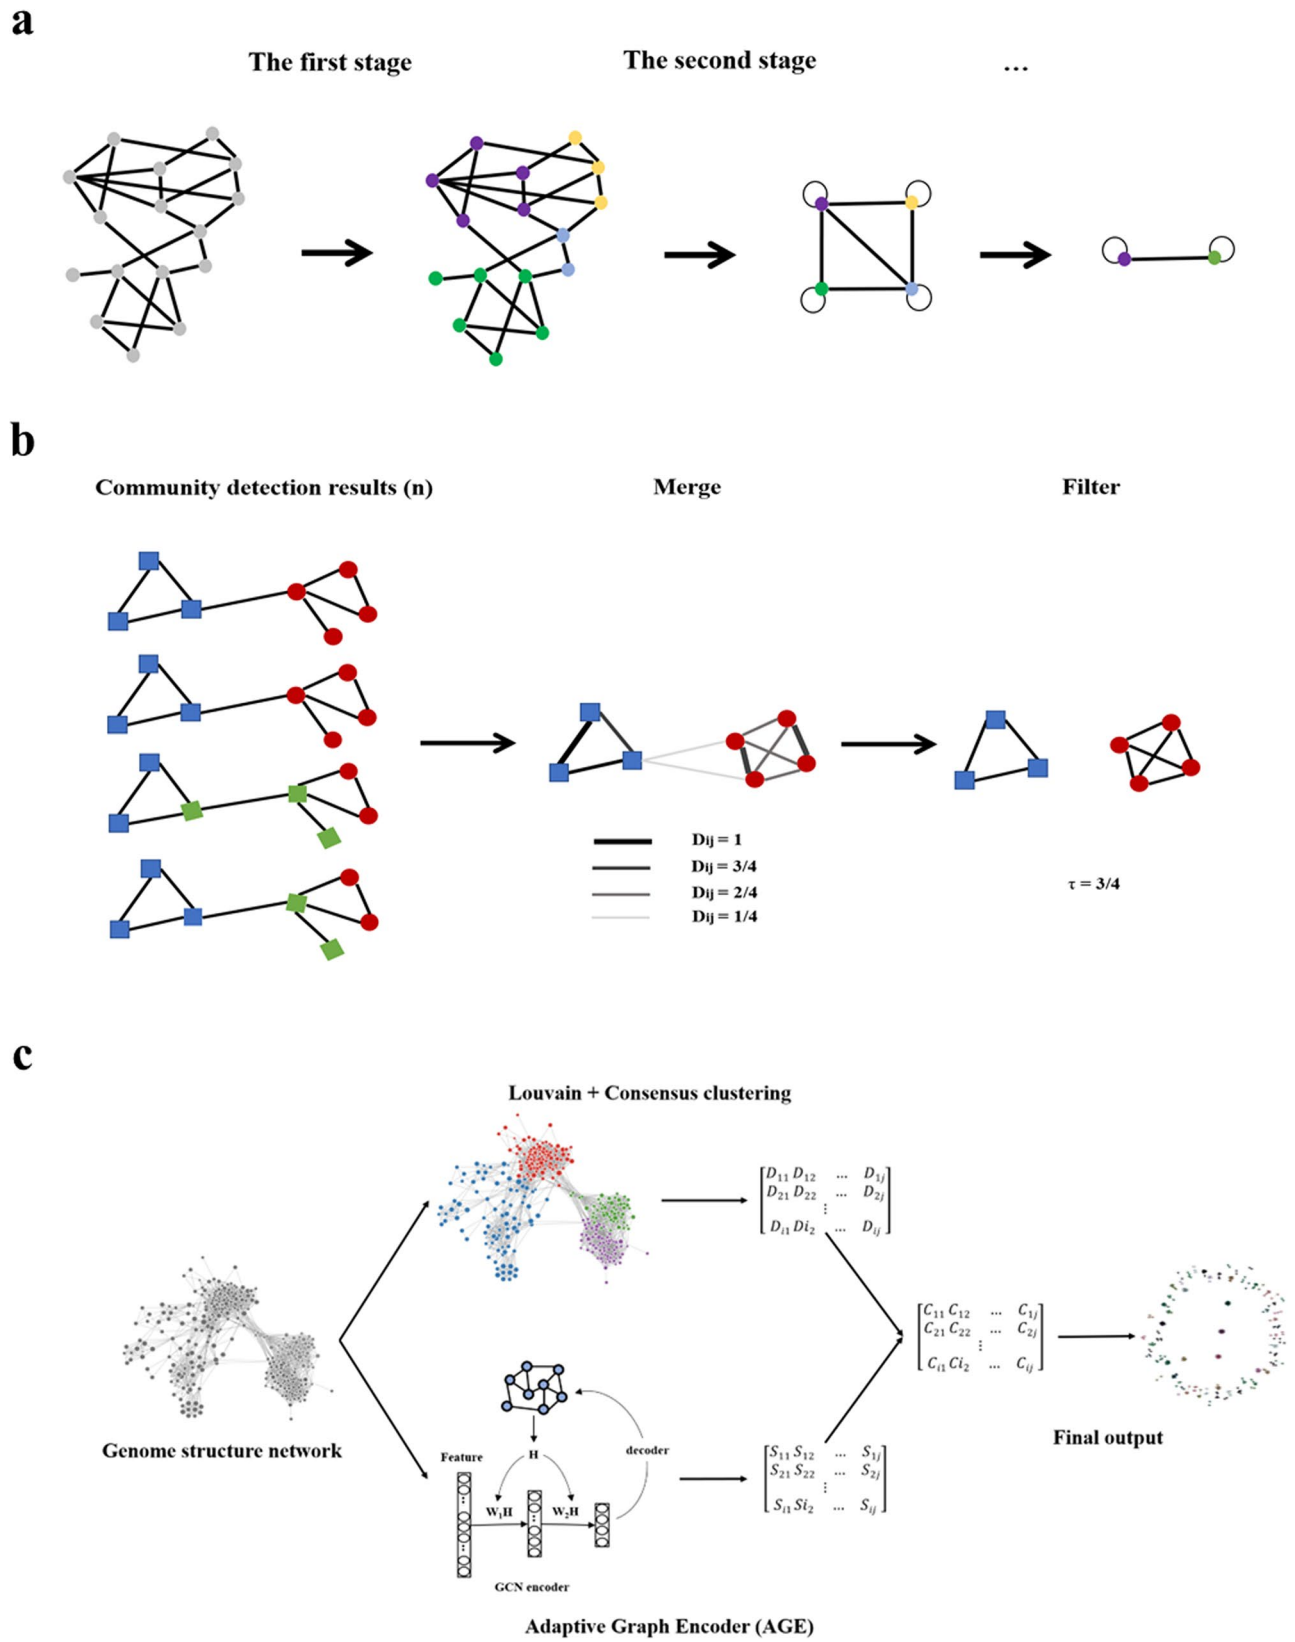 a
The first stage
The second stage
...
b
Community detection results (n)
Merge
Filter
Dij = 1
Dij = 3/4
Dij = 2/4
Dij = 1/4
τ = 3/4
c
Louvain + Consensus clustering
D11 D12 ... D1j
D21 D22 ... D2j
⋮
Di1 Di2 ... Dij
C11 C12 ... C1j
C21 C22 ... C2j
⋮
Ci1 Ci2 ... Cij
Genome structure network
Final output
Feature
H
decoder
W1H
W2H
S11 S12 ... S1j
S21 S22 ... S2j
⋮
Si1 Si2 ... Sij
GCN encoder
Adaptive Graph Encoder (AGE)